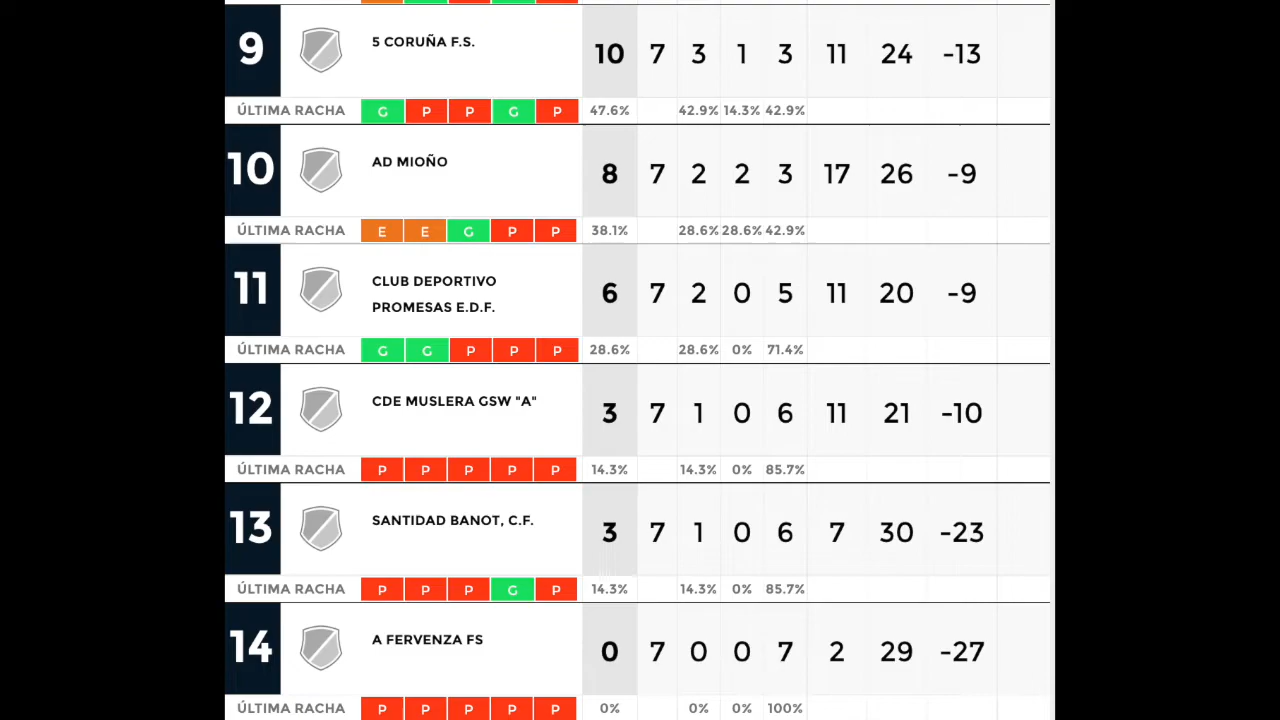 9 5 CORUÑA F.S. 10 7 3 1 3 11 24 -13
ÚLTIMA RACHA G P P G P 47.6% 42.9% 14.3% 42.9%
10 AD MIOÑO 8 7 2 2 3 17 26 -9
ÚLTIMA RACHA E E G P P 38.1% 28.6% 28.6% 42.9%
11 CLUB DEPORTIVO
PROMESAS E.D.F. 6 7 2 0 5 11 20 -9
ÚLTIMA RACHA G G P P P 28.6% 28.6% 0% 71.4%
12 CDE MUSLERA GSW "A" 3 7 1 0 6 11 21 -10
ÚLTIMA RACHA P P P P P 14.3% 14.3% 0% 85.7%
13 SANTIDAD BANOT, C.F. 3 7 1 0 6 7 30 -23
ÚLTIMA RACHA P P P G P 14.3% 14.3% 0% 85.7%
14 A FERVENZA FS 0 7 0 0 7 2 29 -27
ÚLTIMA RACHA P P P P P 0% 0% 0% 100%